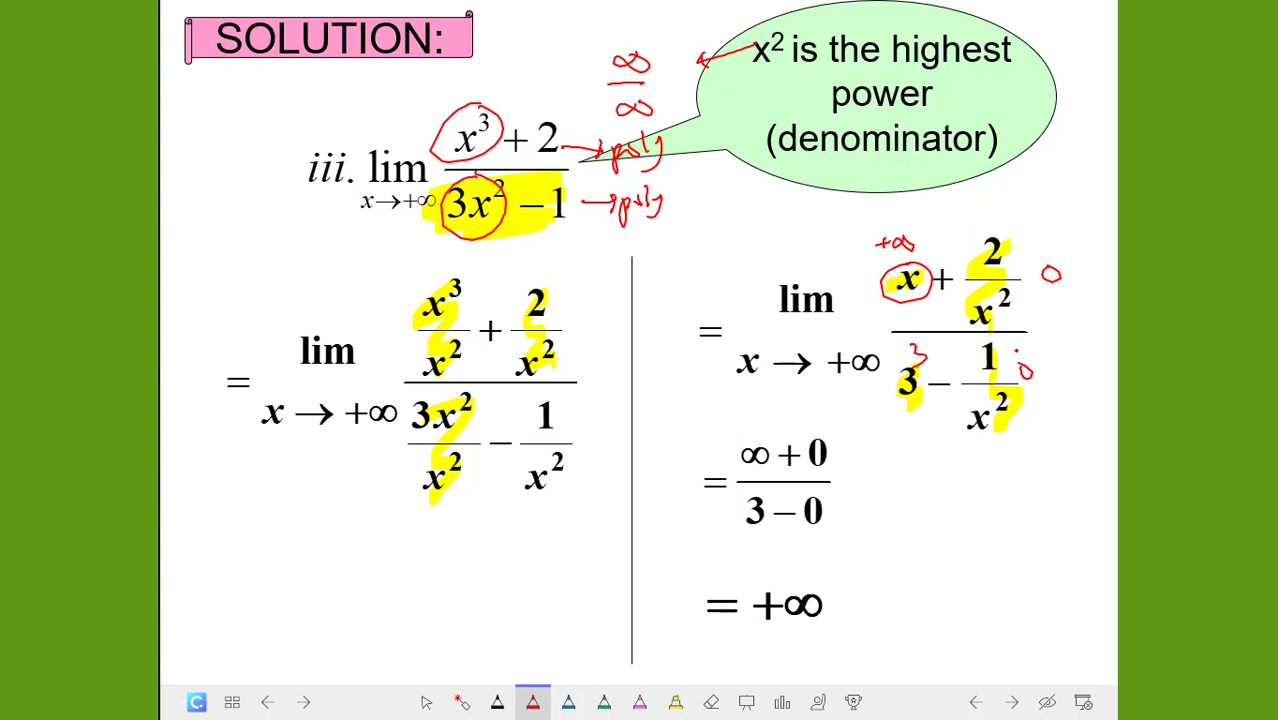 SOLUTION:
x² is the highest
power
(denominator)
∞
∞
iii. lim x→+∞ (x³ + 2)/(3x² − 1)
→ poly
→ poly
= lim x → +∞ (x³/x² + 2/x²)/(3x²/x² − 1/x²)
+∞
0
= lim x → +∞ (x + 2/x²)/(3 − 1/x²)
3
0
= (∞ + 0)/(3 − 0)
= +∞
C